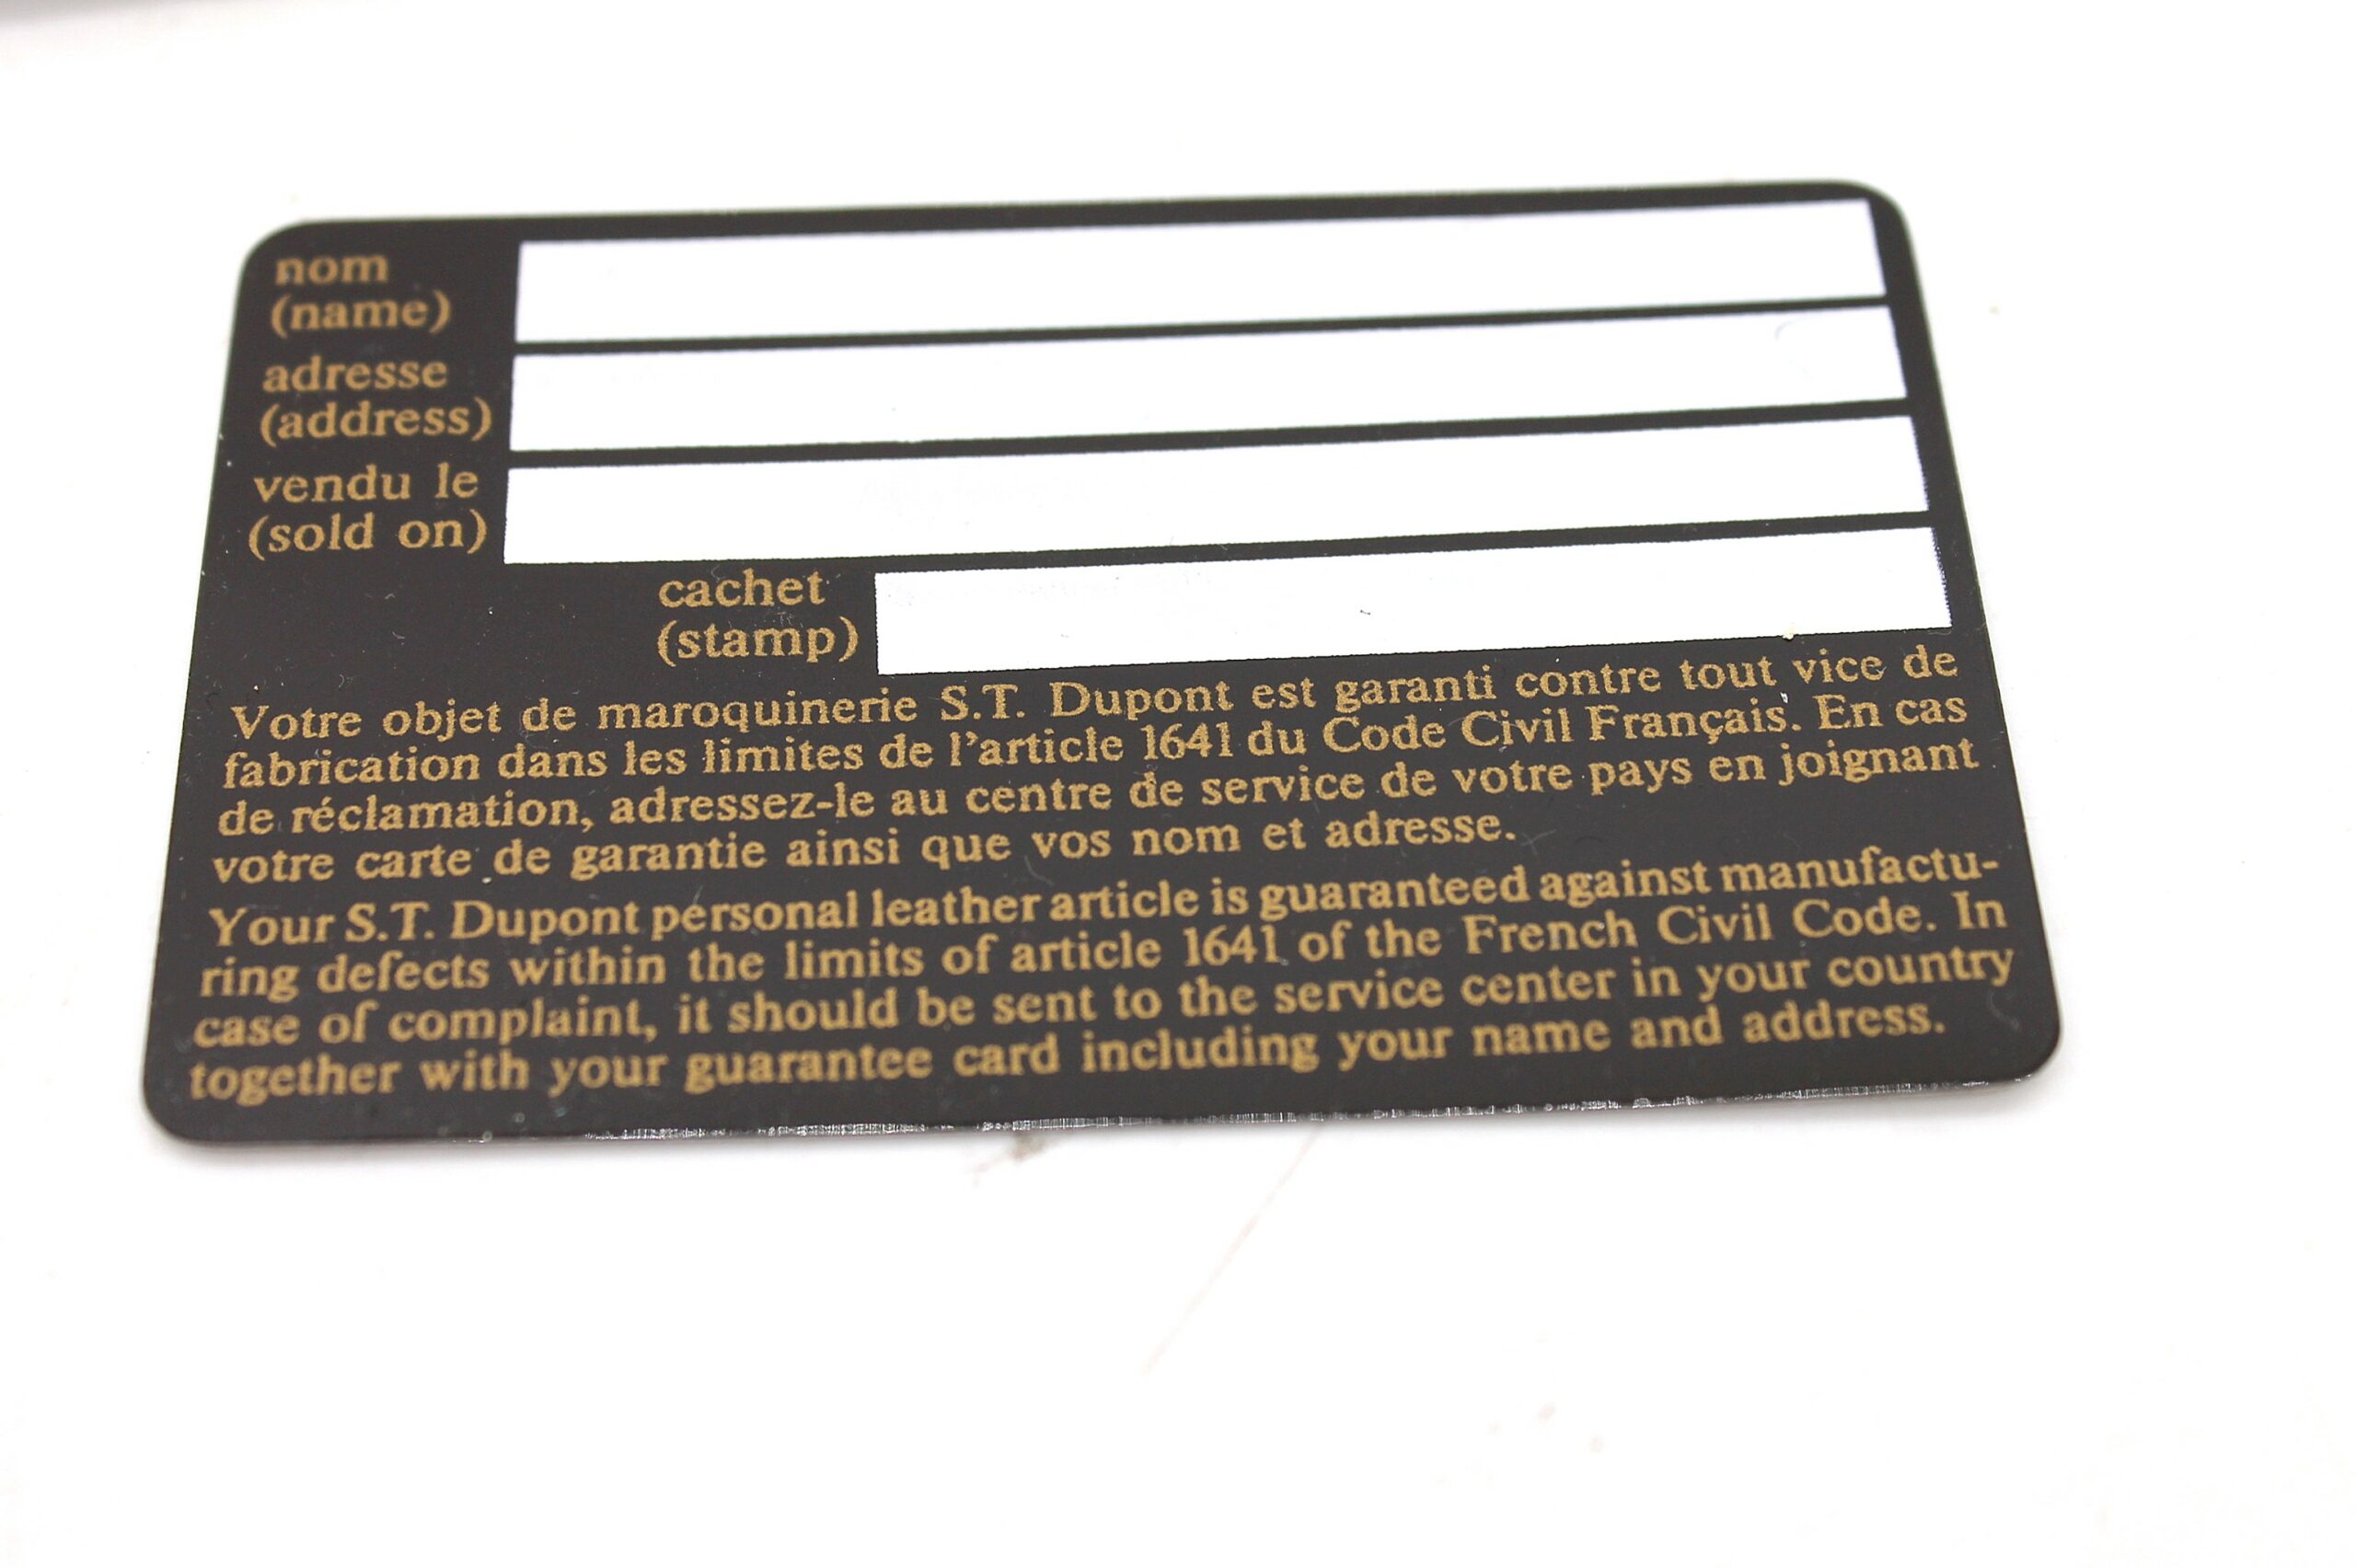 nom
(name)
adresse
(address)
vendu le
(sold on)
cachet
(stamp)
Votre objet de maroquinerie S.T. Dupont est garanti contre tout vice de
fabrication dans les limites de l'article 1641 du Code Civil Français. En cas
de réclamation, adressez-le au centre de service de votre pays en joignant
votre carte de garantie ainsi que vos nom et adresse.
Your S.T. Dupont personal leather article is guaranteed against manufactu-
ring defects within the limits of article 1641 of the French Civil Code. In
case of complaint, it should be sent to the service center in your country
together with your guarantee card including your name and address.